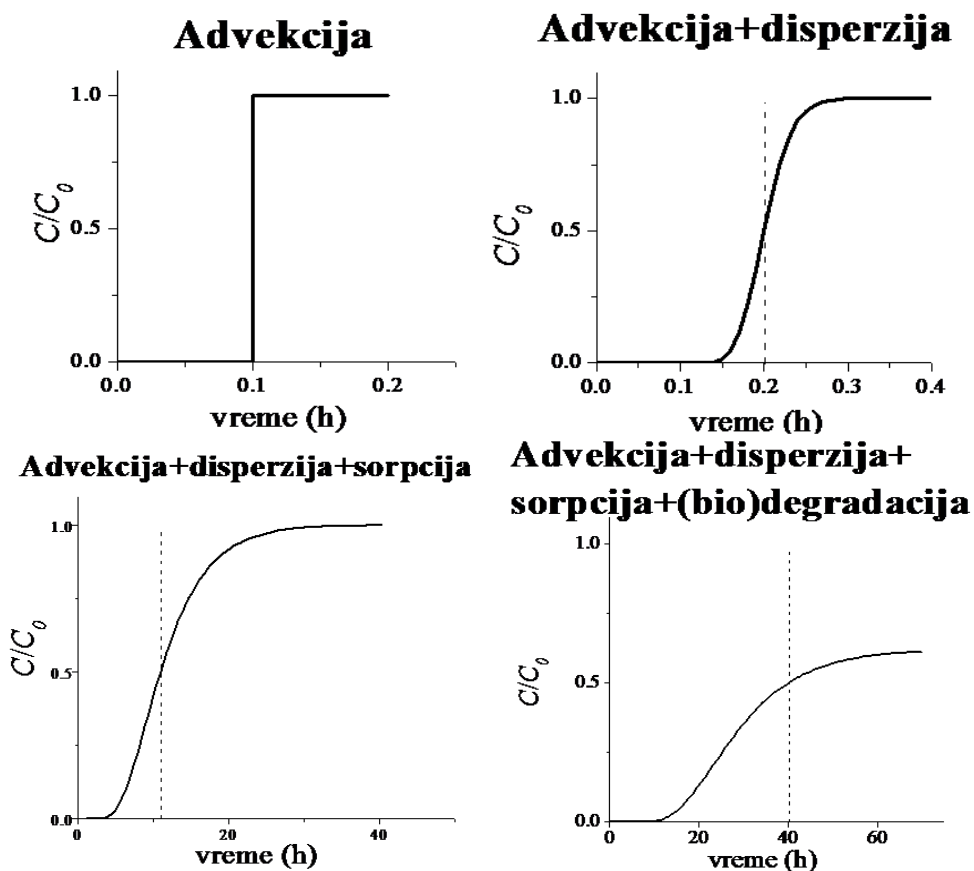 Advekcija
C/C0
1.0
0.5
0.0
0.0 0.1 0.2
vreme (h)
Advekcija+disperzija
C/C0
1.0
0.5
0.0
0.0 0.1 0.2 0.3 0.4
vreme (h)
Advekcija+disperzija+sorpcija
C/C0
1.0
0.5
0.0
0 20 40
vreme (h)
Advekcija+disperzija+
sorpcija+(bio)degradacija
C/C0
1.0
0.5
0.0
0 20 40 60
vreme (h)